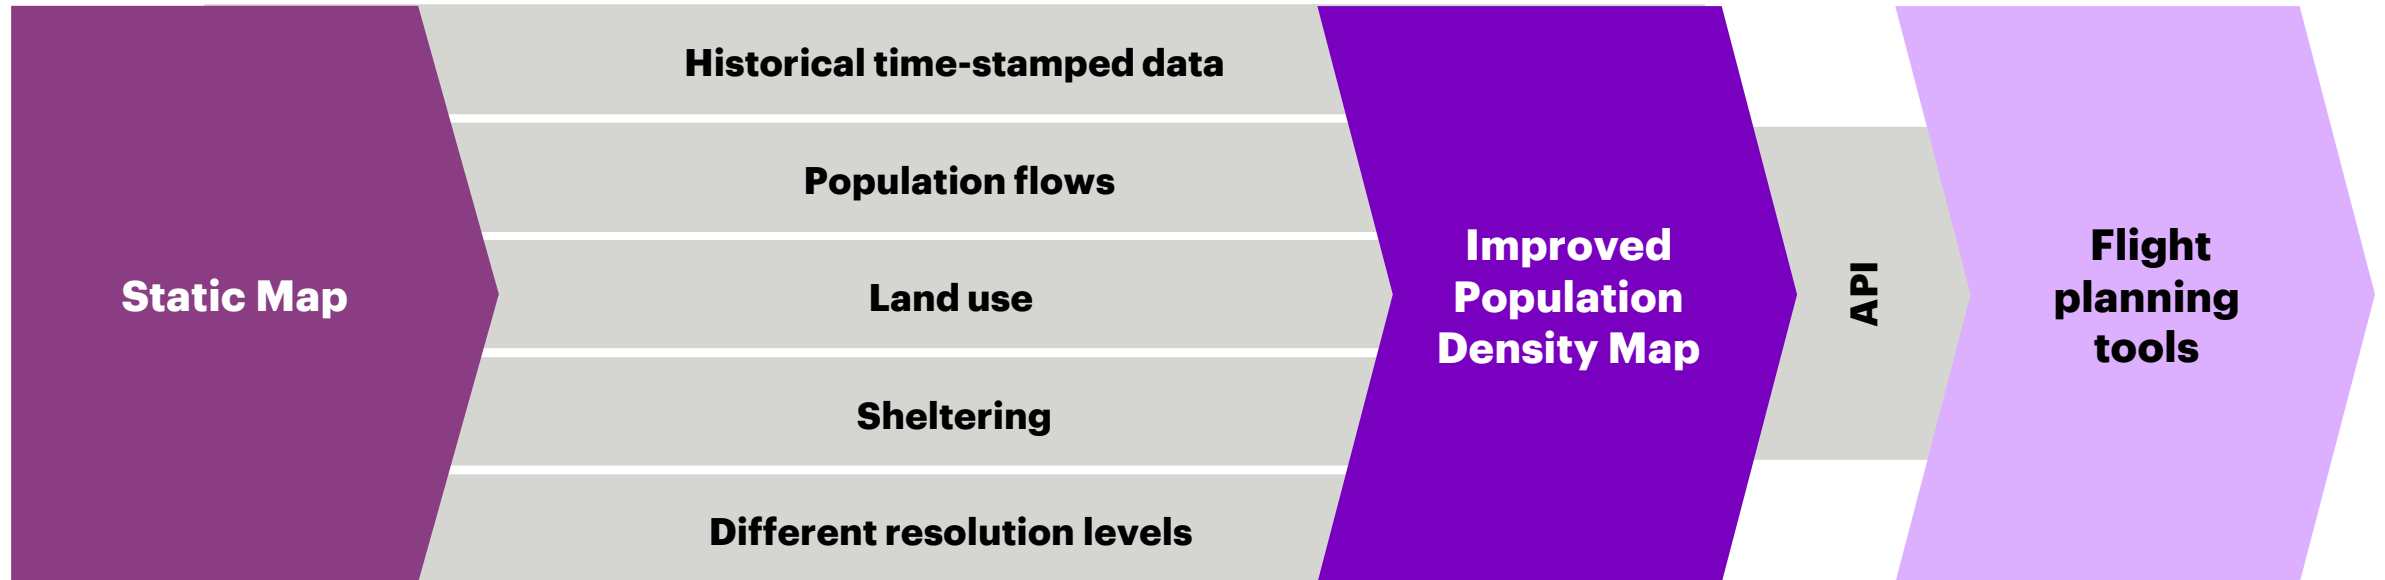 Static Map
Historical time-stamped data
Population flows
Land use
Sheltering
Different resolution levels
Improved
Population
Density Map
API
Flight
planning
tools